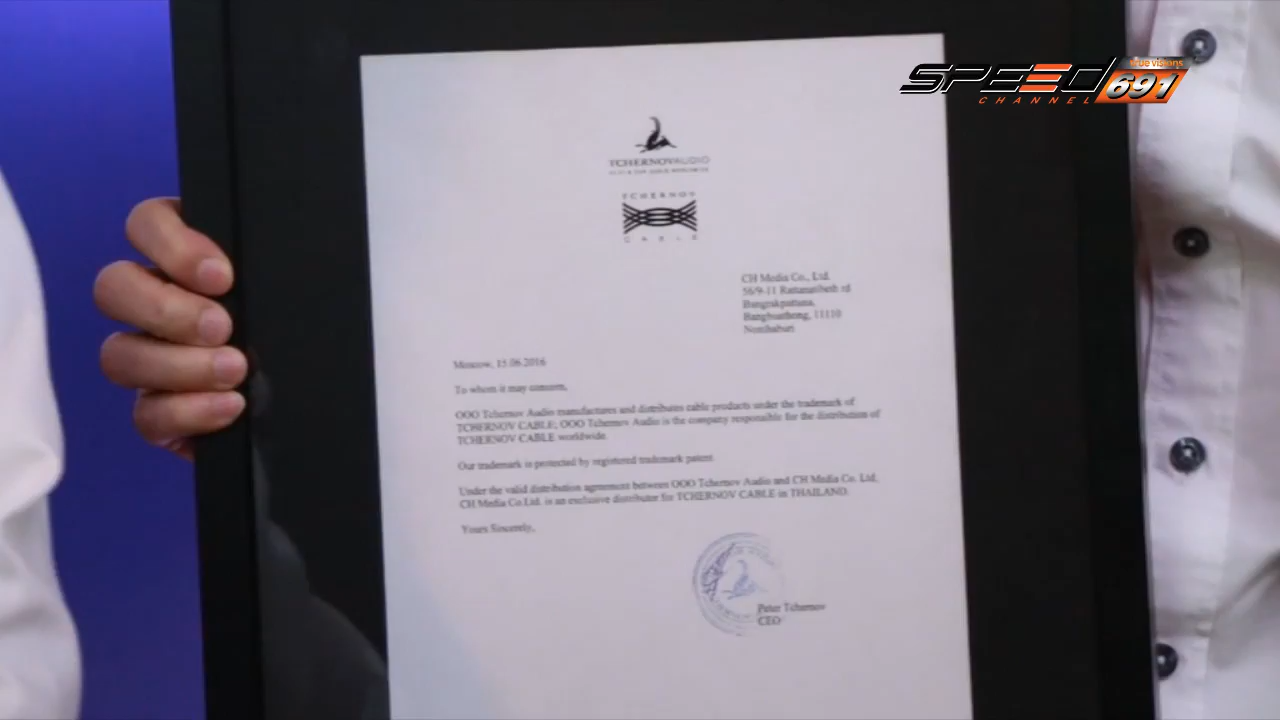 SPEED
CHANNEL
true visions
691
TCHERNOVAUDIO
TCHERNOV
CABLE
CH Media Co., Ltd.
56/9-11 Rattanatibeth rd
Bangrakpattana,
Bangbuathong, 11110
Nonthaburi
Moscow, 15.06.2016
To whom it may concern,
OOO Tchernov Audio manufactures and distributes cable products under the trademark of
TCHERNOV CABLE; OOO Tchernov Audio is the company responsible for the distribution of
TCHERNOV CABLE worldwide.
Our trademark is protected by registered trademark patent.
Under the valid distribution agreement between OOO Tchernov Audio and CH Media Co. Ltd,
CH Media Co Ltd. is an exclusive distributor for TCHERNOV CABLE in THAILAND.
Yours Sincerely,
Peter Tchernov
CEO